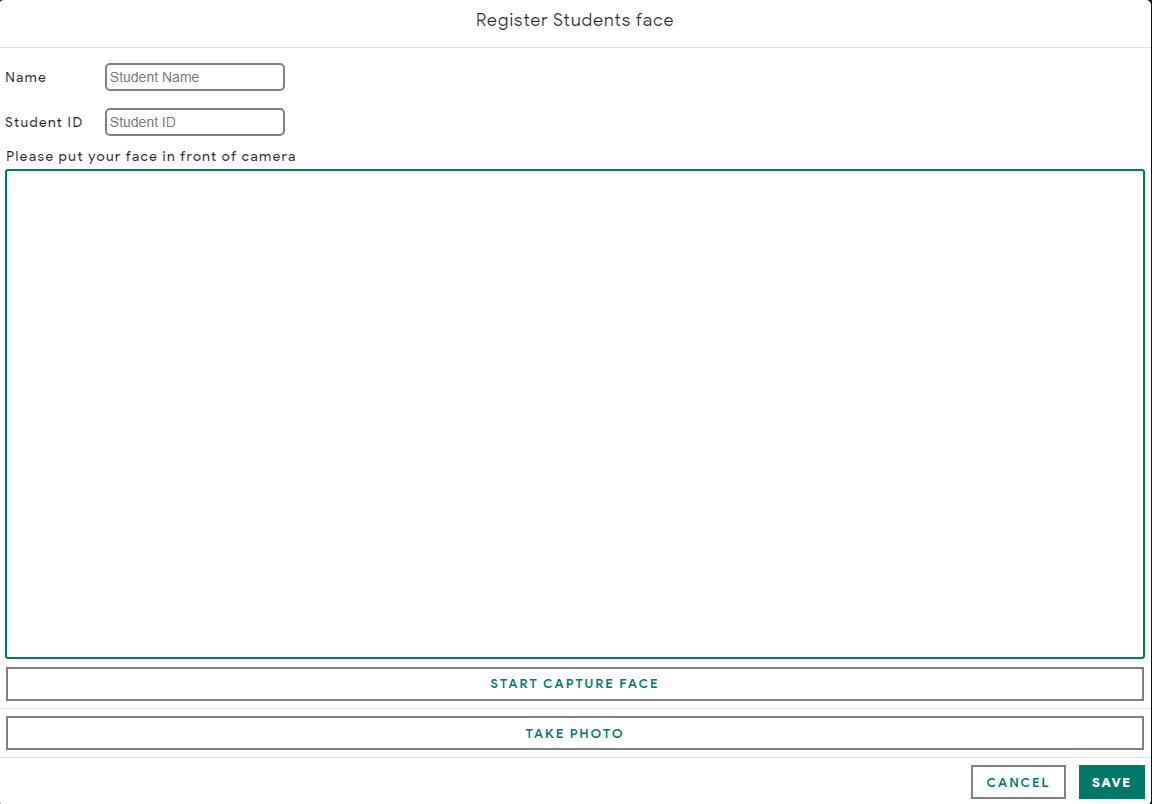 Register Students face
Name Student Name
Student ID Student ID
Please put your face in front of camera
START CAPTURE FACE
TAKE PHOTO
CANCEL SAVE